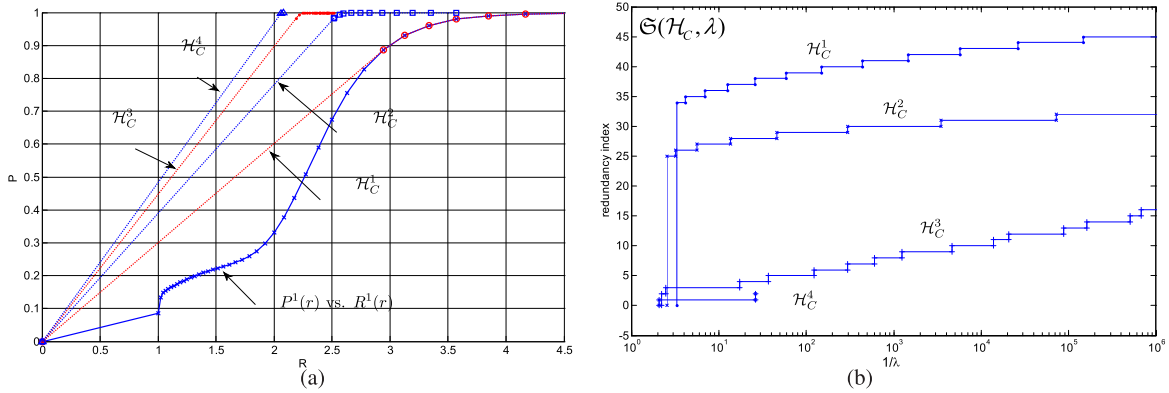 1
0.9
0.8
0.7
0.6
0.5
0.4
0.3
0.2
0.1
0
P
0
0.5
1
1.5
2
2.5
3
3.5
4
4.5
R
ℋ_C^4
ℋ_C^3
ℋ_C^2
ℋ_C^1
P^1(r) vs. R^1(r)
(a)
𝔖(ℋ_C, λ)
45
40
35
30
25
20
15
10
5
0
-5
redundancy index
10^0
10^1
10^2
10^3
10^4
10^5
10^6
1/λ
ℋ_C^1
ℋ_C^2
ℋ_C^3
ℋ_C^4
(b)